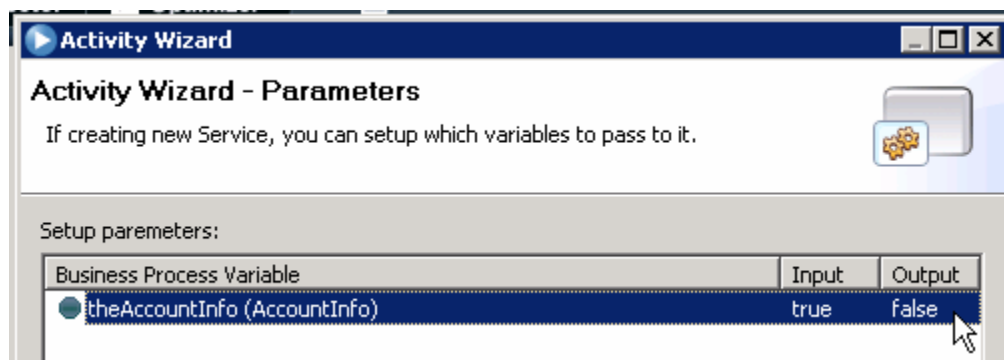 Optimizer
Activity Wizard
Activity Wizard - Parameters
If creating new Service, you can setup which variables to pass to it.
Setup paremeters:
Business Process Variable Input Output
theAccountInfo (AccountInfo) true false